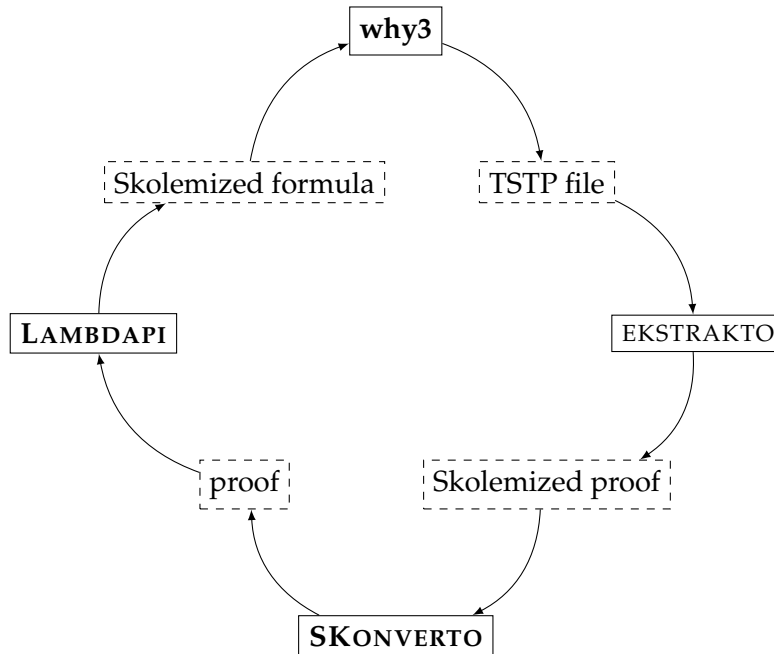 why3
Skolemized formula
TSTP file
LAMBDAPI
EKSTRAKTO
proof
Skolemized proof
SKONVERTO